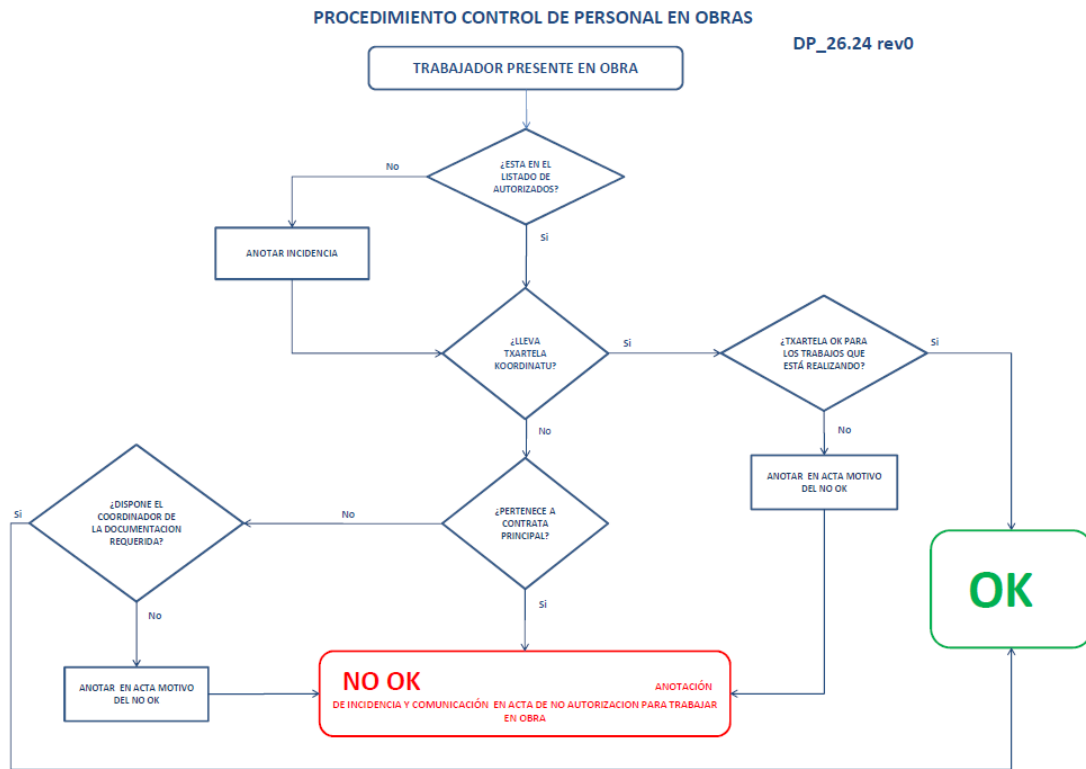 PROCEDIMIENTO CONTROL DE PERSONAL EN OBRAS
DP_26.24 rev0
TRABAJADOR PRESENTE EN OBRA
¿ESTA EN EL
LISTADO DE
AUTORIZADOS?
No
Si
ANOTAR INCIDENCIA
¿LLEVA
TXARTELA
KOORDINATU?
Si
No
¿TXARTELA OK PARA
LOS TRABAJOS QUE
ESTÁ REALIZANDO?
Si
No
ANOTAR EN ACTA MOTIVO
DEL NO OK
¿PERTENECE A
CONTRATA
PRINCIPAL?
No
Si
¿DISPONE EL
COORDINADOR DE
LA DOCUMENTACION
REQUERIDA?
Si
No
ANOTAR EN ACTA MOTIVO
DEL NO OK
OK
NO OK ANOTACIÓN
DE INCIDENCIA Y COMUNICACIÓN EN ACTA DE NO AUTORIZACION PARA TRABAJAR
EN OBRA